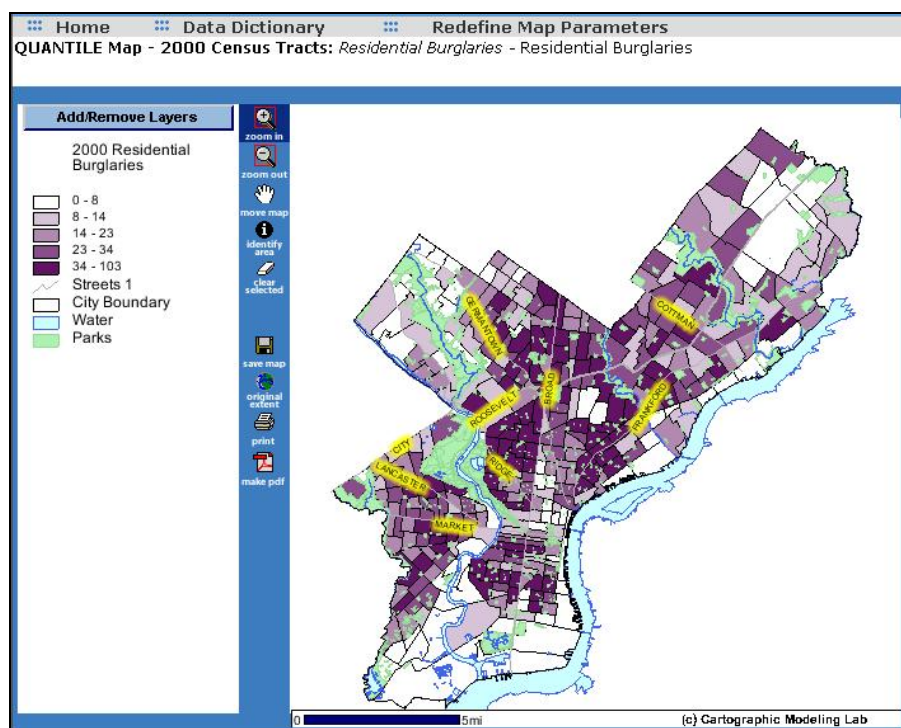 Home Data Dictionary Redefine Map Parameters
QUANTILE Map - 2000 Census Tracts: Residential Burglaries - Residential Burglaries
Add/Remove Layers
2000 Residential
Burglaries
0 - 8
8 - 14
14 - 23
23 - 34
34 - 103
Streets 1
City Boundary
Water
Parks
zoom in
zoom out
move map
identify
area
clear
selected
save map
original
extent
print
make pdf
COTTMAN
GERMANTOWN
BROAD
ROOSEVELT
FRANKFORD
CITY
RIDGE
LANCASTER
MARKET
0 5mi
(c) Cartographic Modeling Lab